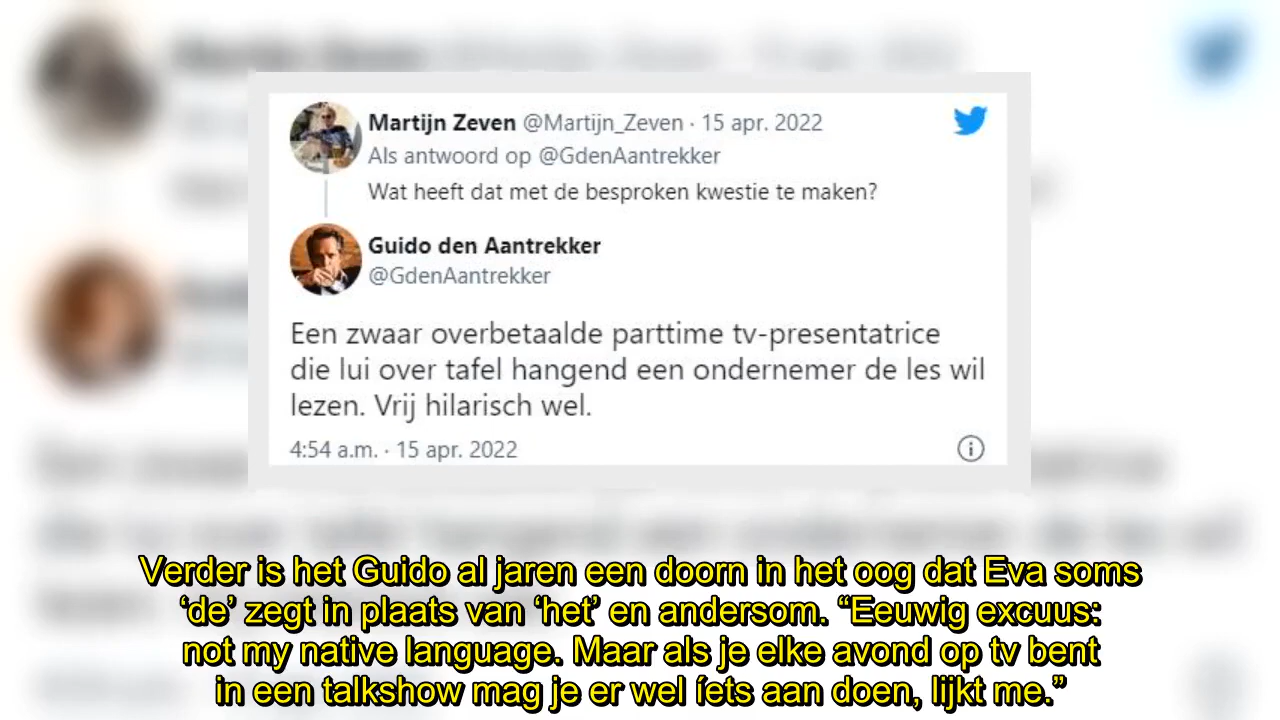 Martijn Zeven @Martijn_Zeven · 15 apr. 2022
Als antwoord op @GdenAantrekker
Wat heeft dat met de besproken kwestie te maken?
Guido den Aantrekker
@GdenAantrekker
Een zwaar overbetaalde parttime tv-presentatrice
die lui over tafel hangend een ondernemer de les wil
lezen. Vrij hilarisch wel.
4:54 a.m. · 15 apr. 2022
Verder is het Guido al jaren een doorn in het oog dat Eva soms
‘de’ zegt in plaats van ‘het’ en andersom. “Eeuwig excuus:
not my native language. Maar als je elke avond op tv bent
in een talkshow mag je er wel íets aan doen, lijkt me.”